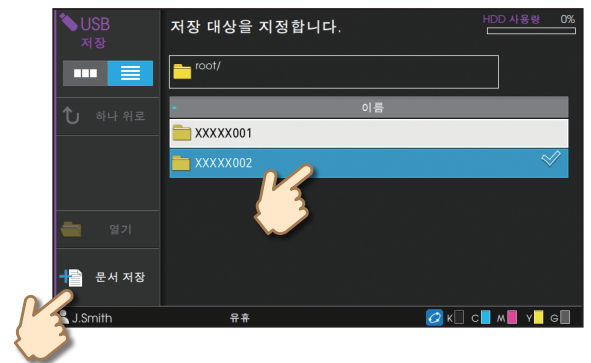 USB
저장
저장 대상을 지정합니다.
HDD 사용량 0%
root/
하나 위로
이름
XXXXX001
XXXXX002
열기
문서 저장
J.Smith
유휴
K C M Y G